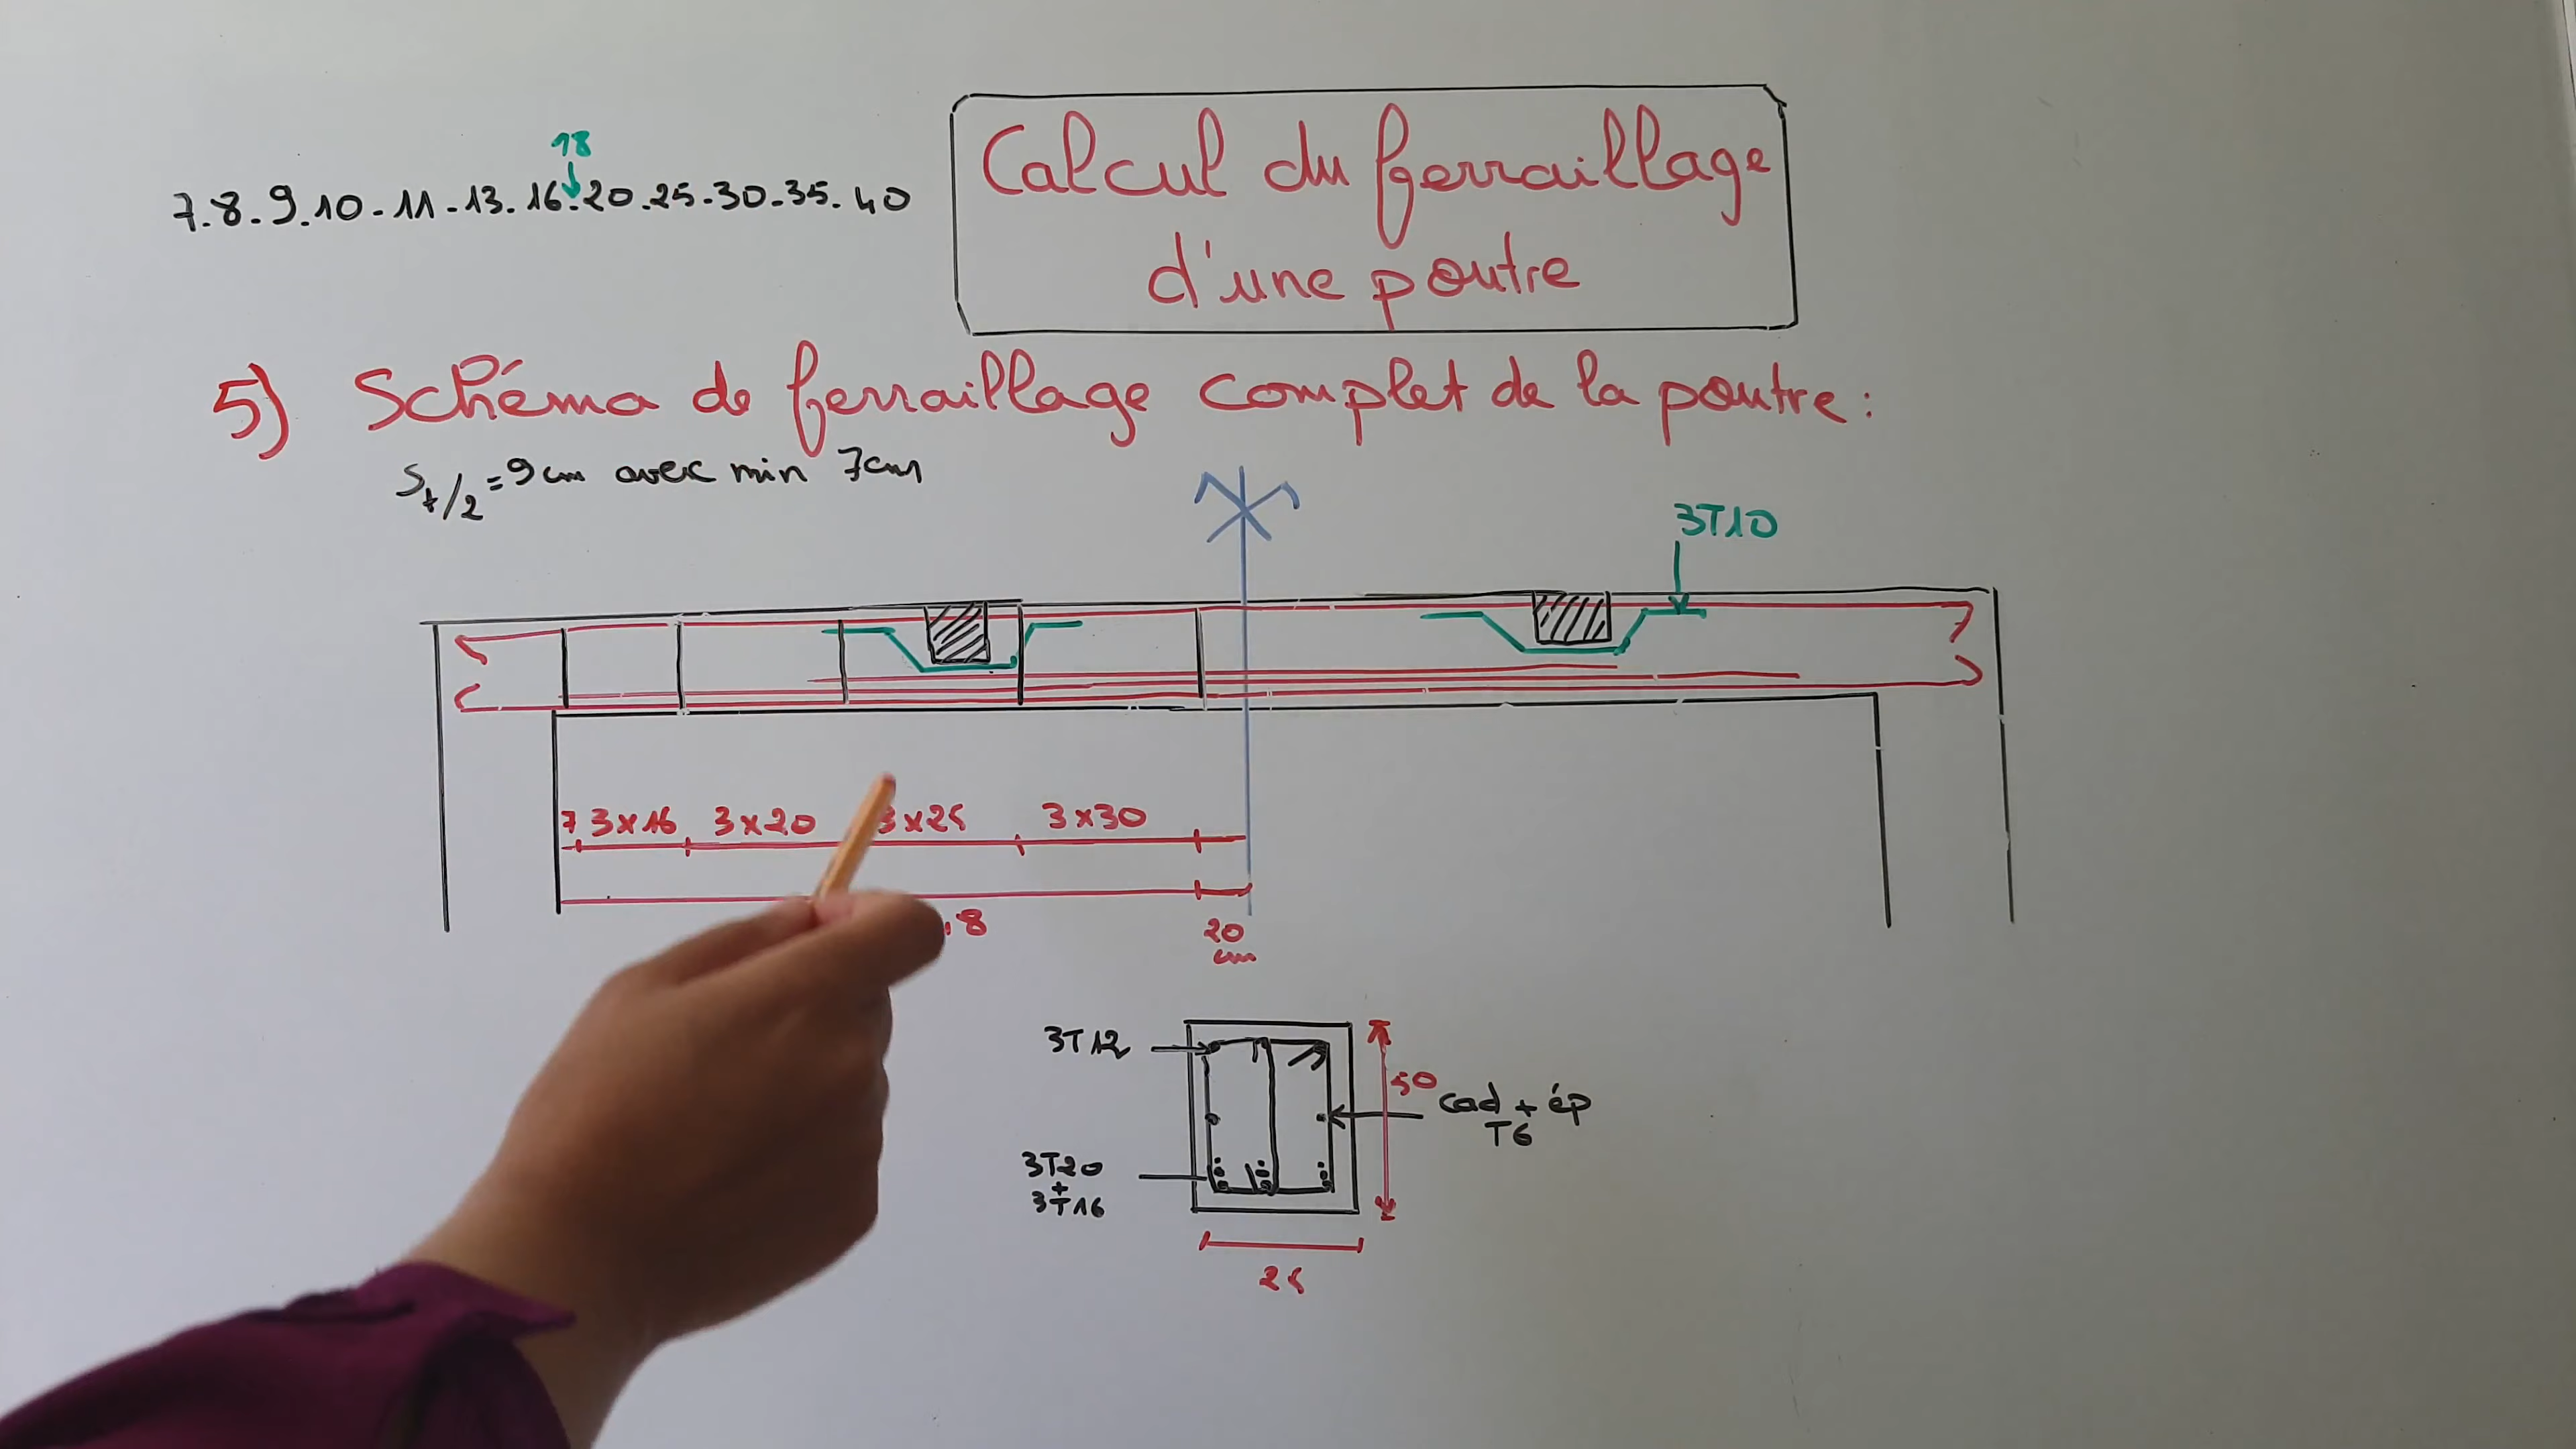 Calcul du ferraillage
d'une poutre
18
7.8.9.10-11-13.16.20.25-30-35.40
5) Schéma de ferraillage complet de la poutre:
St/2=9cm avec min 7cm
3T10
7 3x16 3x20 3x25 3x30
,8 20
cm
3T12
50
cad + ép
T6
3T20
+
3T16
25